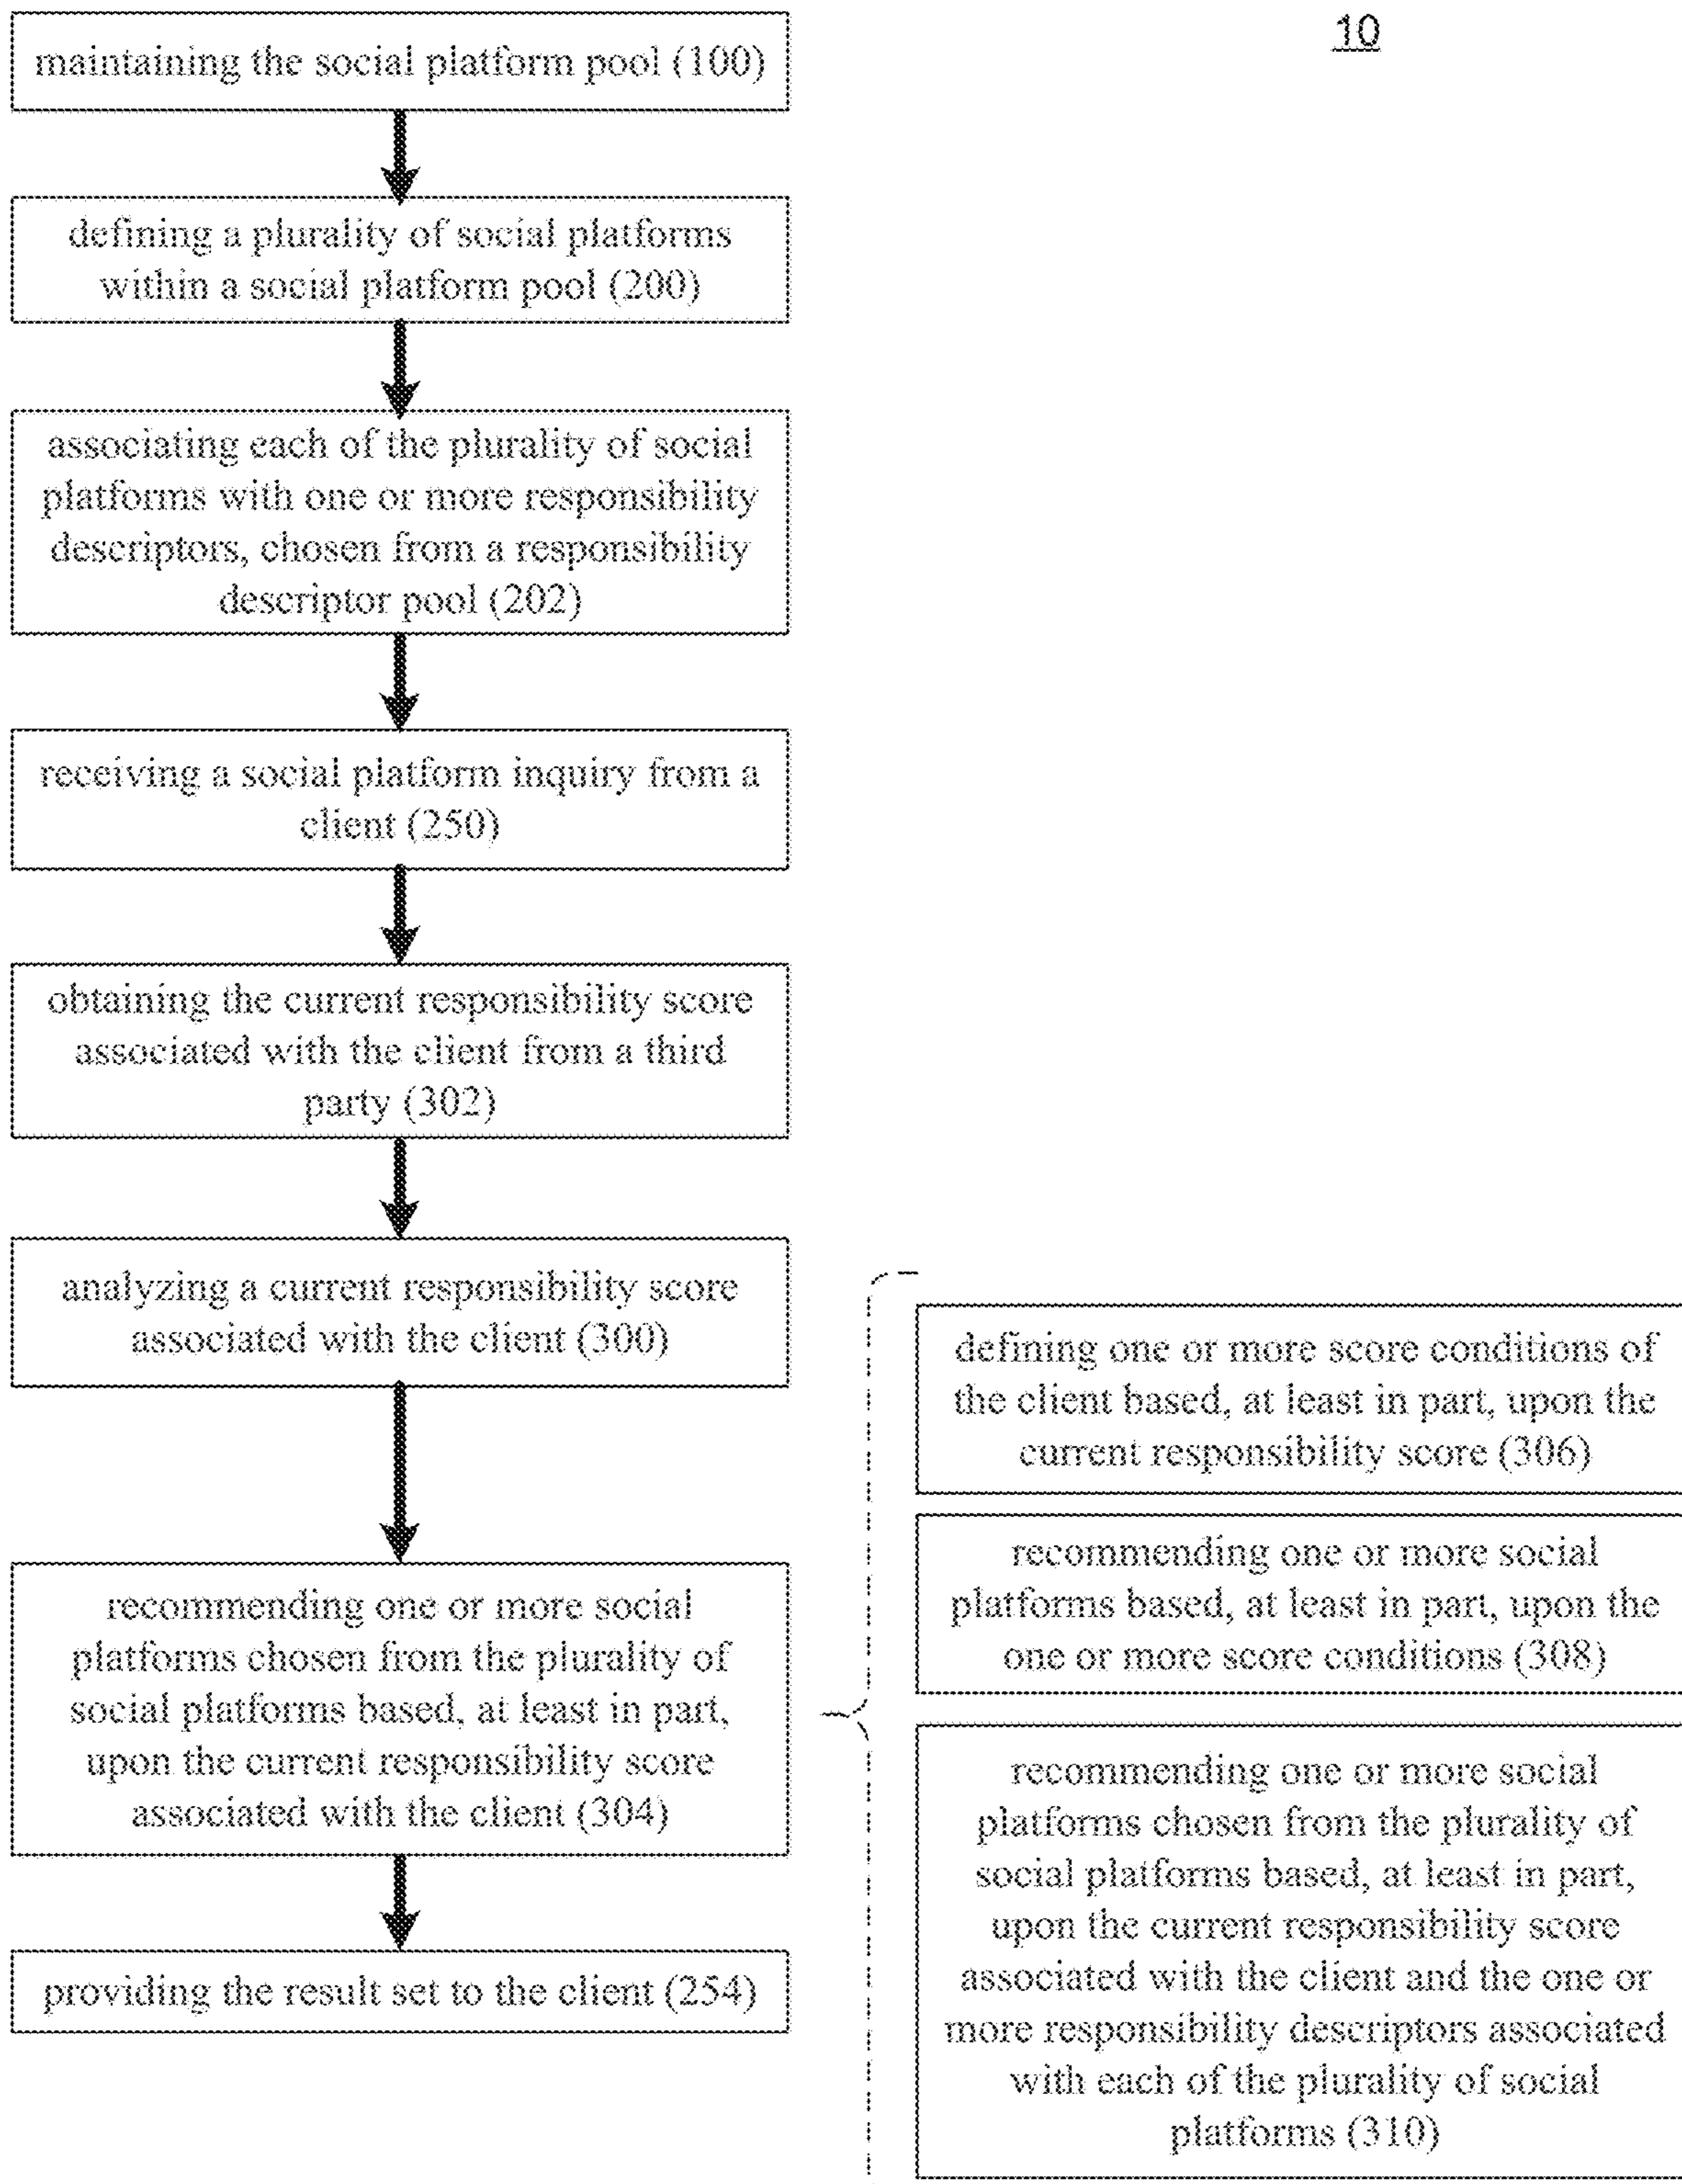 10
maintaining the social platform pool (100)
defining a plurality of social platforms
within a social platform pool (200)
associating each of the plurality of social
platforms with one or more responsibility
descriptors, chosen from a responsibility
descriptor pool (202)
receiving a social platform inquiry from a
client (250)
obtaining the current responsibility score
associated with the client from a third
party (302)
analyzing a current responsibility score
associated with the client (300)
recommending one or more social
platforms chosen from the plurality of
social platforms based, at least in part,
upon the current responsibility score
associated with the client (304)
providing the result set to the client (254)
defining one or more score conditions of
the client based, at least in part, upon the
current responsibility score (306)
recommending one or more social
platforms based, at least in part, upon the
one or more score conditions (308)
recommending one or more social
platforms chosen from the plurality of
social platforms based, at least in part,
upon the current responsibility score
associated with the client and the one or
more responsibility descriptors associated
with each of the plurality of social
platforms (310)